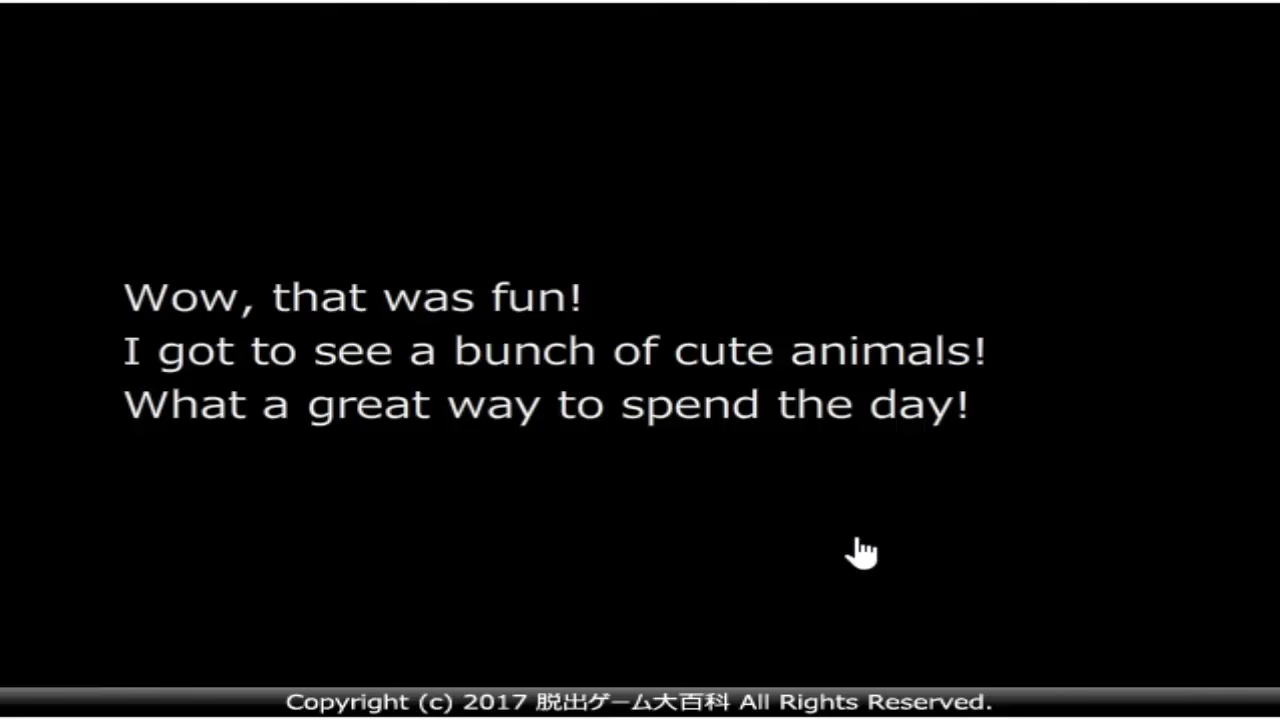 Wow, that was fun!
I got to see a bunch of cute animals!
What a great way to spend the day!
Copyright (c) 2017 脱出ゲーム大百科 All Rights Reserved.